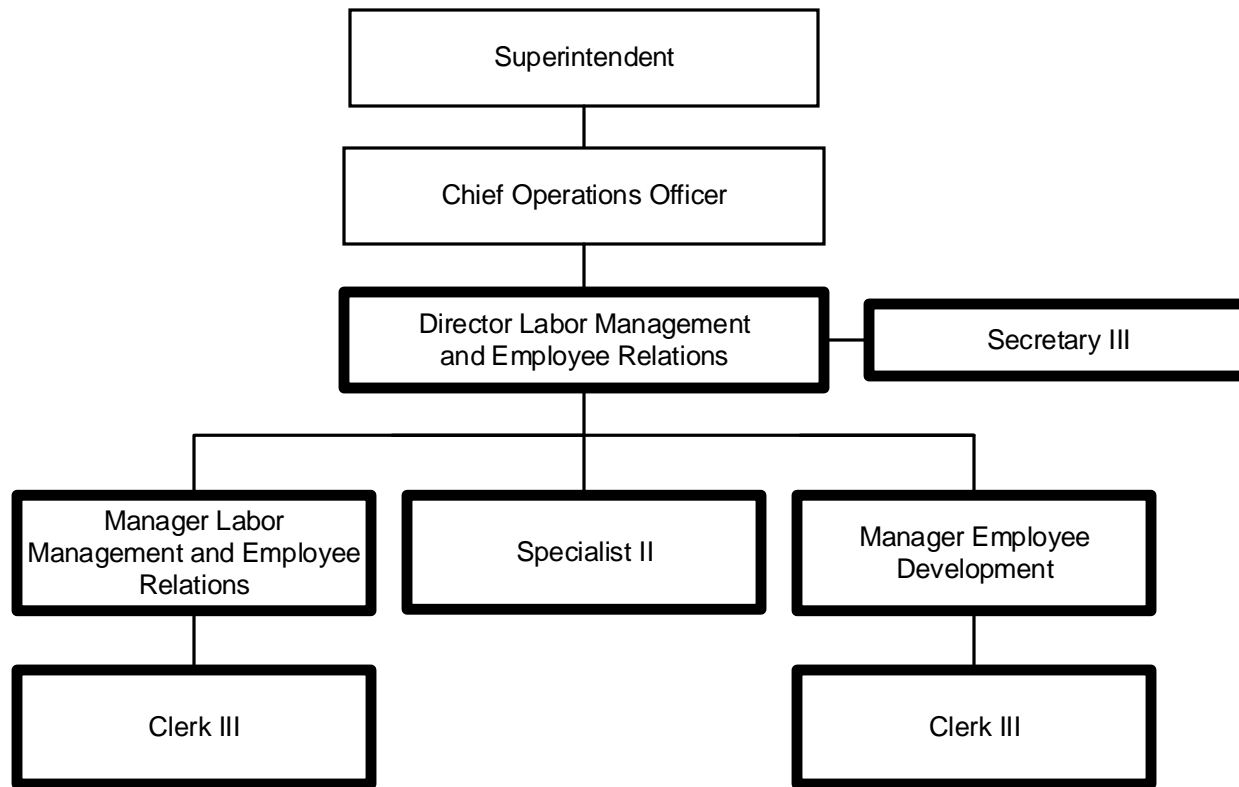 Superintendent
Chief Operations Officer
Director Labor Management
and Employee Relations
Secretary III
Manager Labor
Management and Employee
Relations
Specialist II
Manager Employee
Development
Clerk III
Clerk III